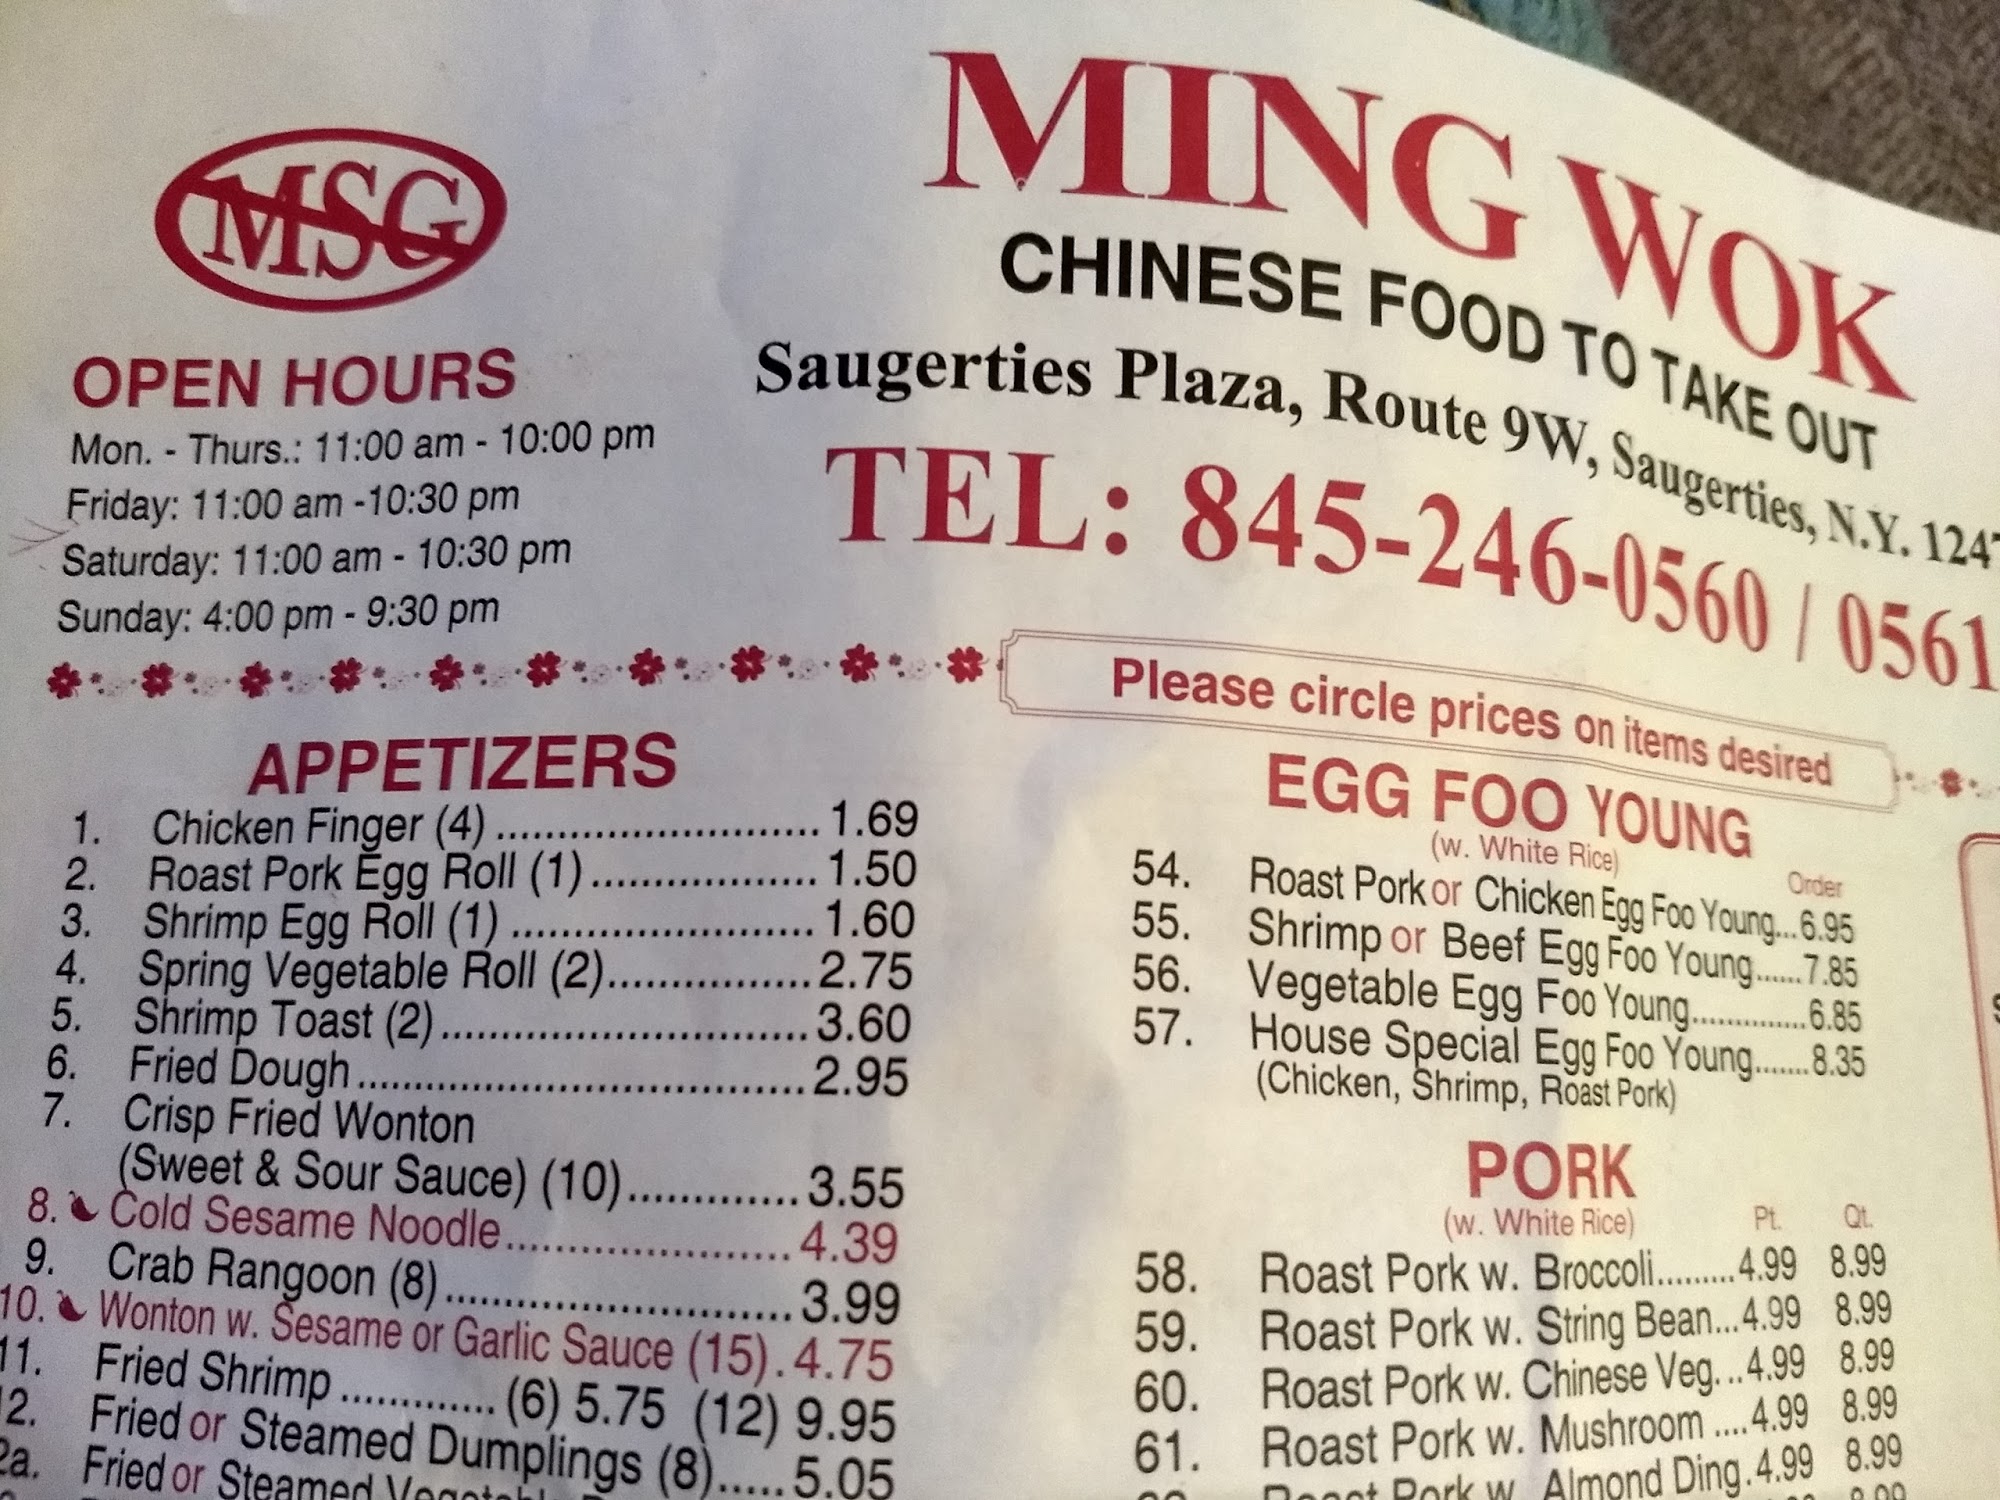 MSG
OPEN HOURS
Mon. - Thurs.: 11:00 am - 10:00 pm
Friday: 11:00 am -10:30 pm
Saturday: 11:00 am - 10:30 pm
Sunday: 4:00 pm - 9:30 pm
MING WOK
CHINESE FOOD TO TAKE OUT
Saugerties Plaza, Route 9W, Saugerties, N.Y. 124
TEL: 845-246-0560 / 0561
Please circle prices on items desired
APPETIZERS
1. Chicken Finger (4) ........................... 1.69
2. Roast Pork Egg Roll (1) ................... 1.50
3. Shrimp Egg Roll (1) ......................... 1.60
4. Spring Vegetable Roll (2)................. 2.75
5. Shrimp Toast (2) ............................... 3.60
6. Fried Dough ...................................... 2.95
7. Crisp Fried Wonton
(Sweet & Sour Sauce) (10) ............. 3.55
8. Cold Sesame Noodle........................ 4.39
9. Crab Rangoon (8) ............................. 3.99
10. Wonton w. Sesame or Garlic Sauce (15) . 4.75
11. Fried Shrimp ............. (6) 5.75 (12) 9.95
2. Fried or Steamed Dumplings (8)..... 5.05
2a. Fried or Steamed
EGG FOO YOUNG
(w. White Rice)
Order
54. Roast Pork or Chicken Egg Foo Young...6.95
55. Shrimp or Beef Egg Foo Young......7.85
56. Vegetable Egg Foo Young..............6.85
57. House Special Egg Foo Young.......8.35
(Chicken, Shrimp, Roast Pork)
PORK
(w. White Rice) Pt. Qt.
58. Roast Pork w. Broccoli.........4.99 8.99
59. Roast Pork w. String Bean...4.99 8.99
60. Roast Pork w. Chinese Veg. ..4.99 8.99
61. Roast Pork w. Mushroom ....4.99 8.99
Roast Pork w. Almond Ding.4.99 8.99